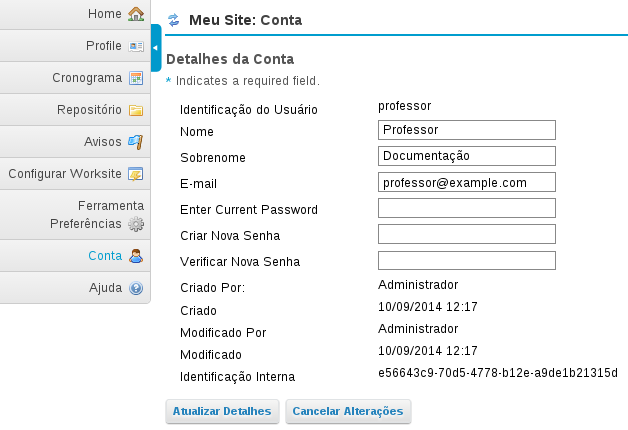 Home
Profile
Cronograma
Repositório
Avisos
Configurar Worksite
Ferramenta
Preferências
Conta
Ajuda
Meu Site: Conta
Detalhes da Conta
* Indicates a required field.
Identificação do Usuário professor
Nome Professor
Sobrenome Documentação
E-mail professor@example.com
Enter Current Password
Criar Nova Senha
Verificar Nova Senha
Criado Por: Administrador
Criado 10/09/2014 12:17
Modificado Por Administrador
Modificado 10/09/2014 12:17
Identificação Interna e56643c9-70d5-4778-b12e-a9de1b21315d
Atualizar Detalhes Cancelar Alterações